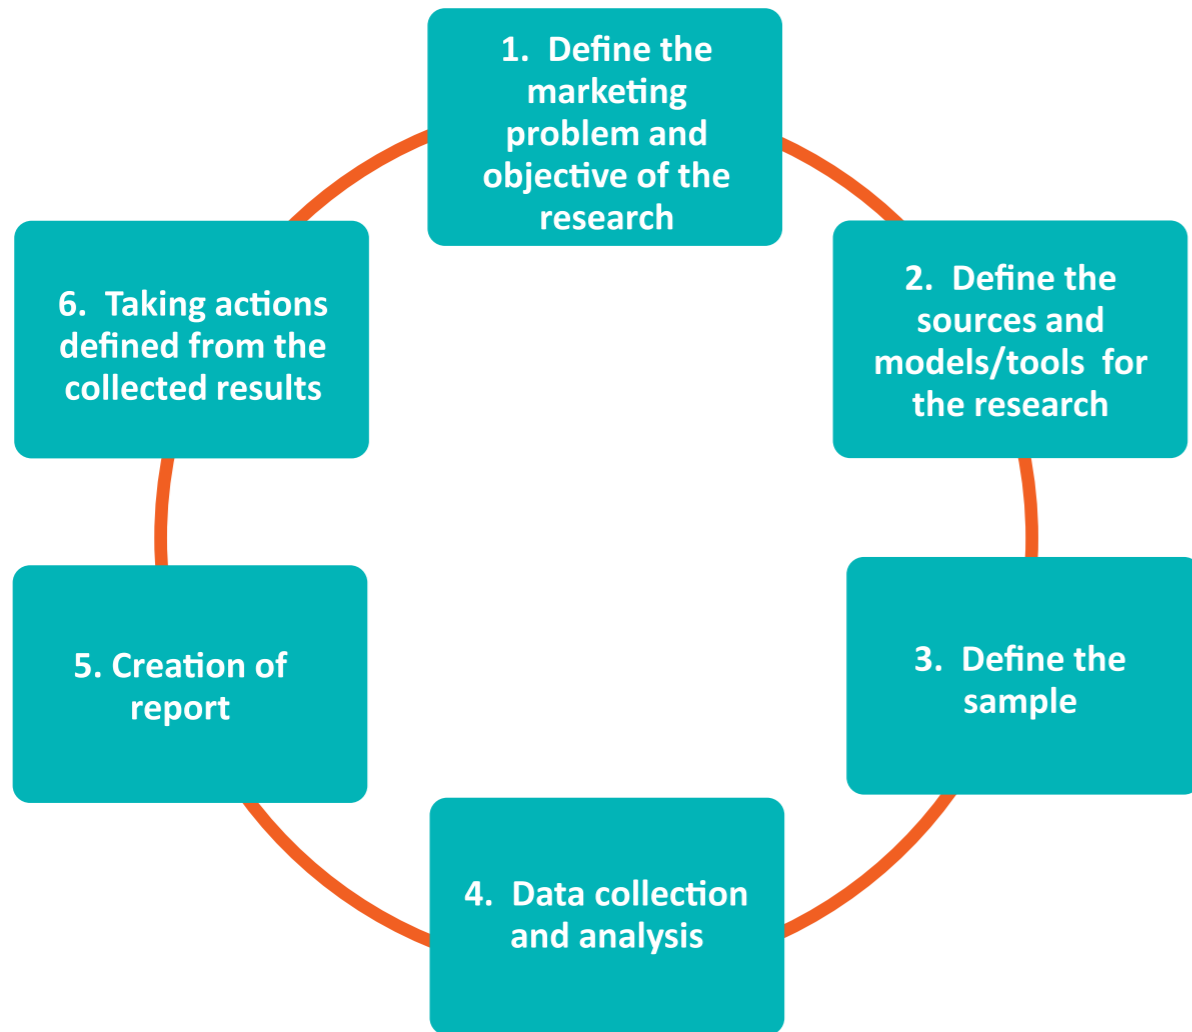 1.  Define the
marketing
problem and
objective of the
research
2.  Define the
sources and
models/tools  for
the research
3.  Define the
sample
4.  Data collection
and analysis
5. Creation of
report
6.  Taking actions
defined from the
collected results